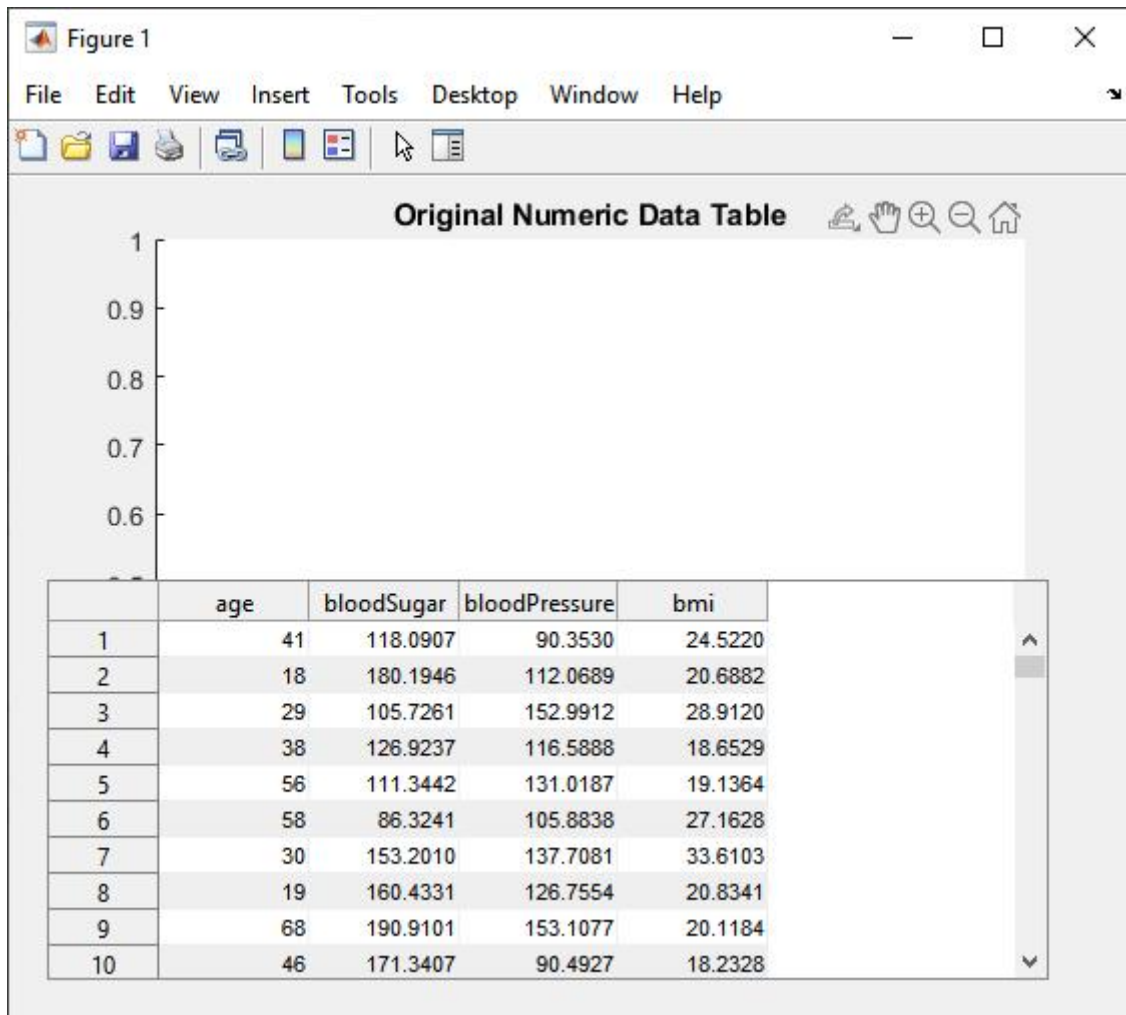 Figure 1
File Edit View Insert Tools Desktop Window Help
Original Numeric Data Table
1
0.9
0.8
0.7
0.6
age bloodSugar bloodPressure bmi
1 41 118.0907 90.3530 24.5220
2 18 180.1946 112.0689 20.6882
3 29 105.7261 152.9912 28.9120
4 38 126.9237 116.5888 18.6529
5 56 111.3442 131.0187 19.1364
6 58 86.3241 105.8838 27.1628
7 30 153.2010 137.7081 33.6103
8 19 160.4331 126.7554 20.8341
9 68 190.9101 153.1077 20.1184
10 46 171.3407 90.4927 18.2328